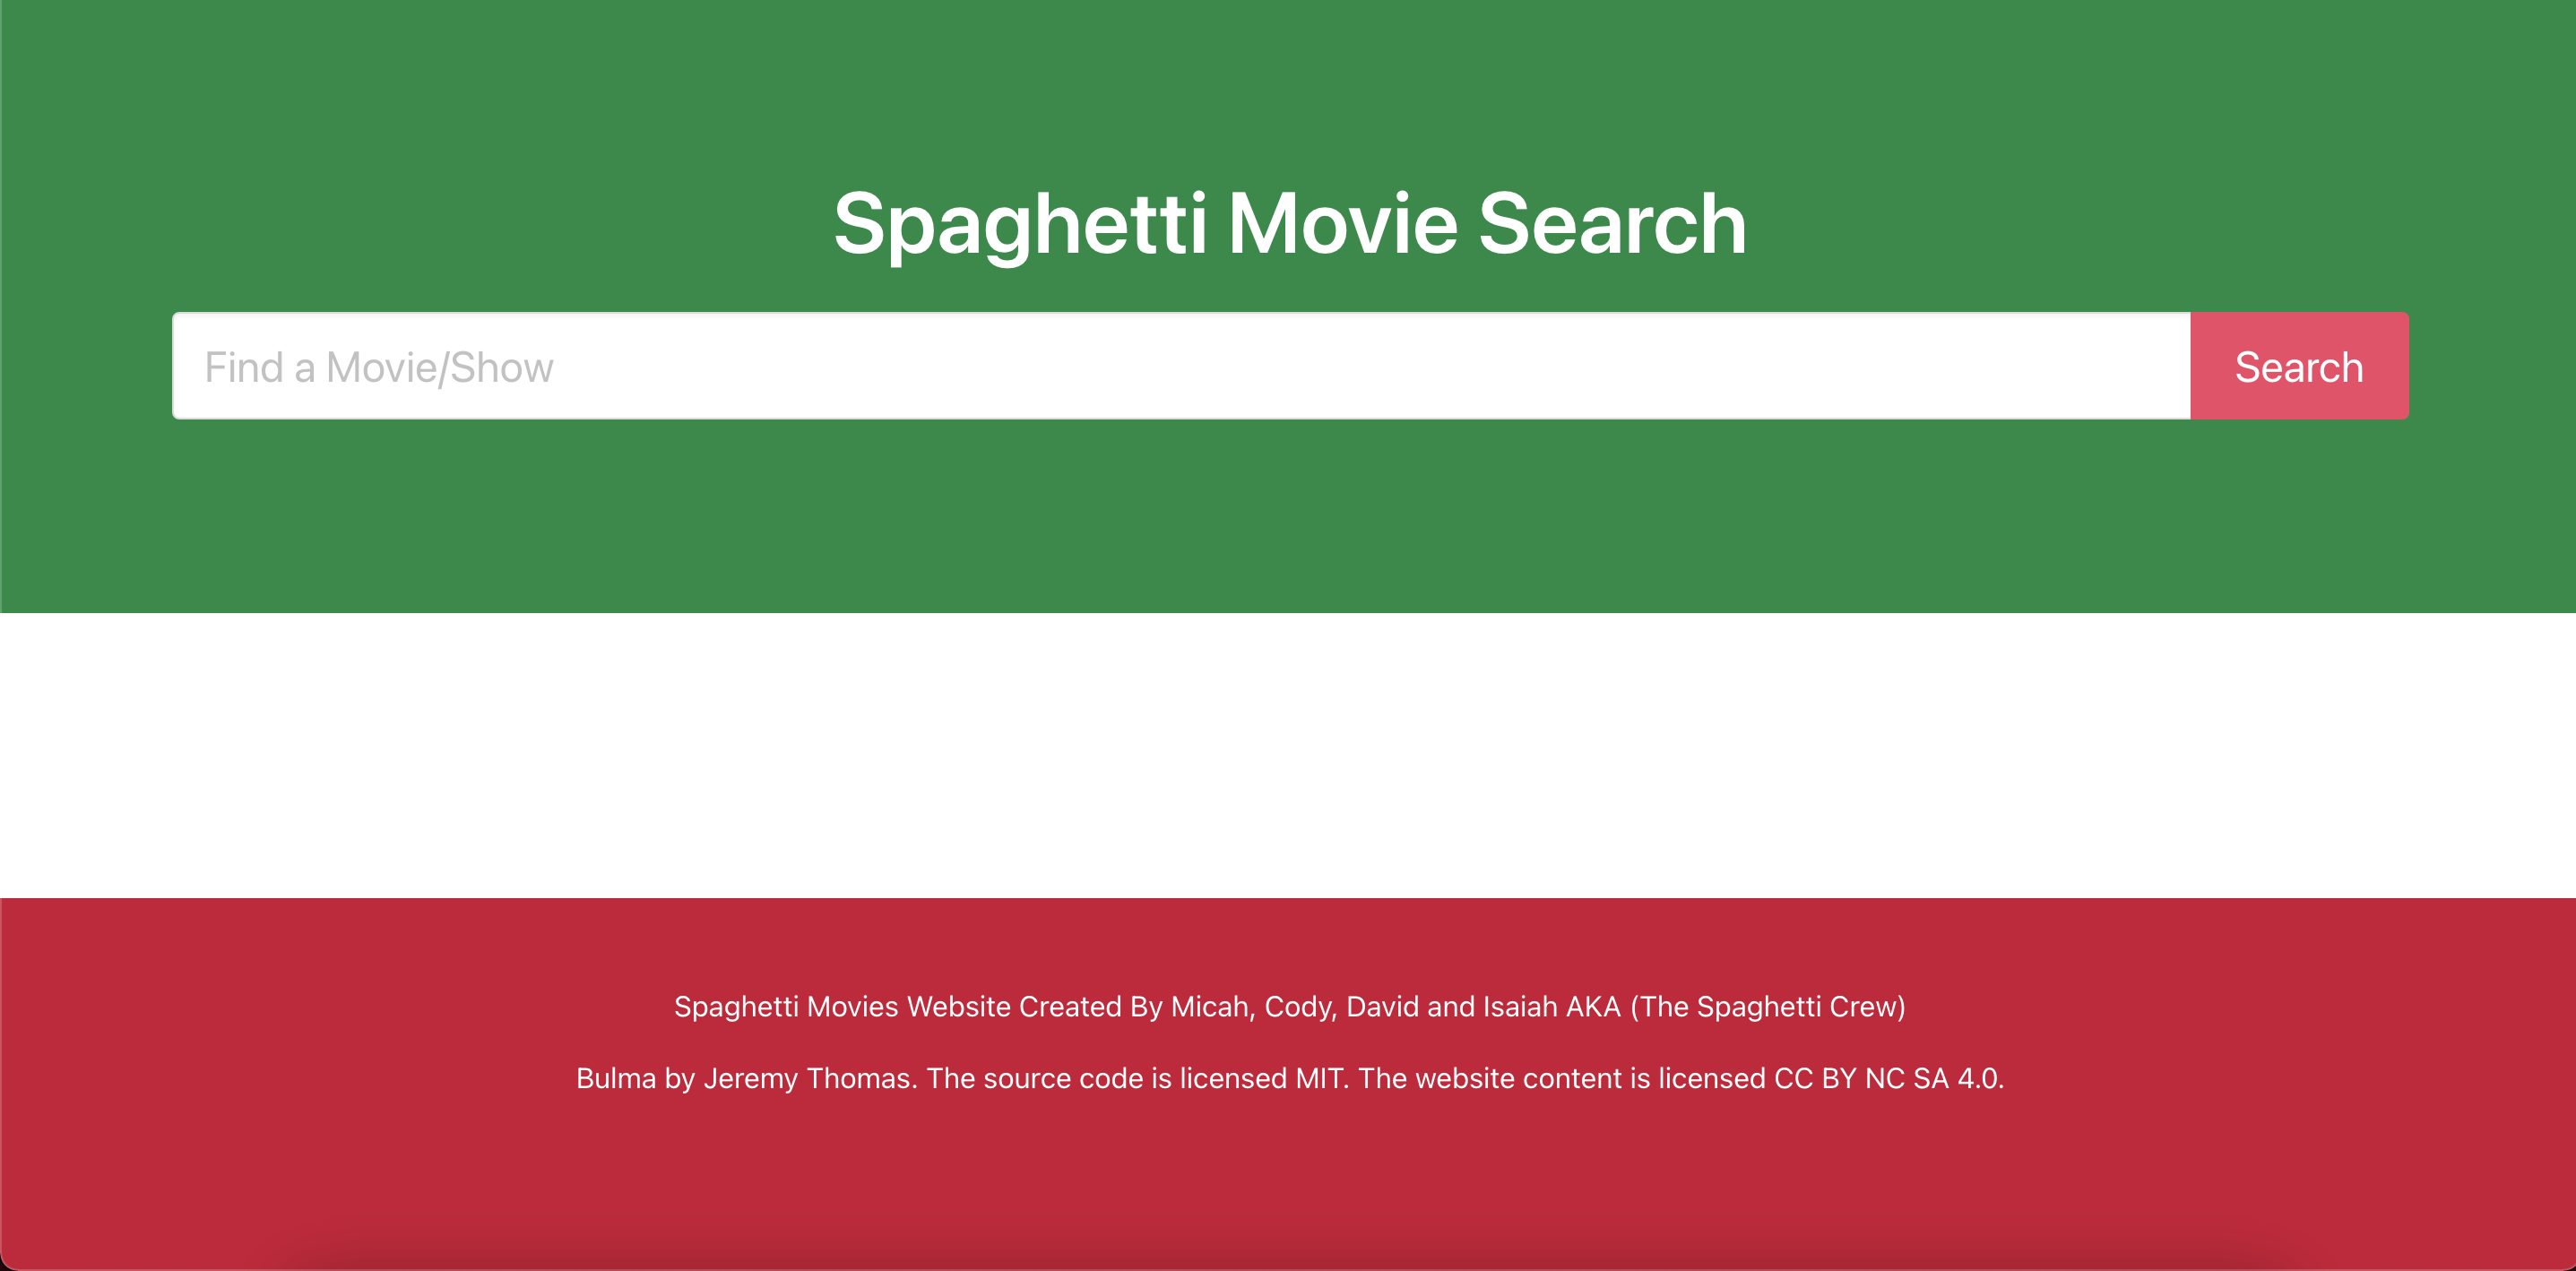 Spaghetti Movie Search
Find a Movie/Show
Search
Spaghetti Movies Website Created By Micah, Cody, David and Isaiah AKA (The Spaghetti Crew)
Bulma by Jeremy Thomas. The source code is licensed MIT. The website content is licensed CC BY NC SA 4.0.